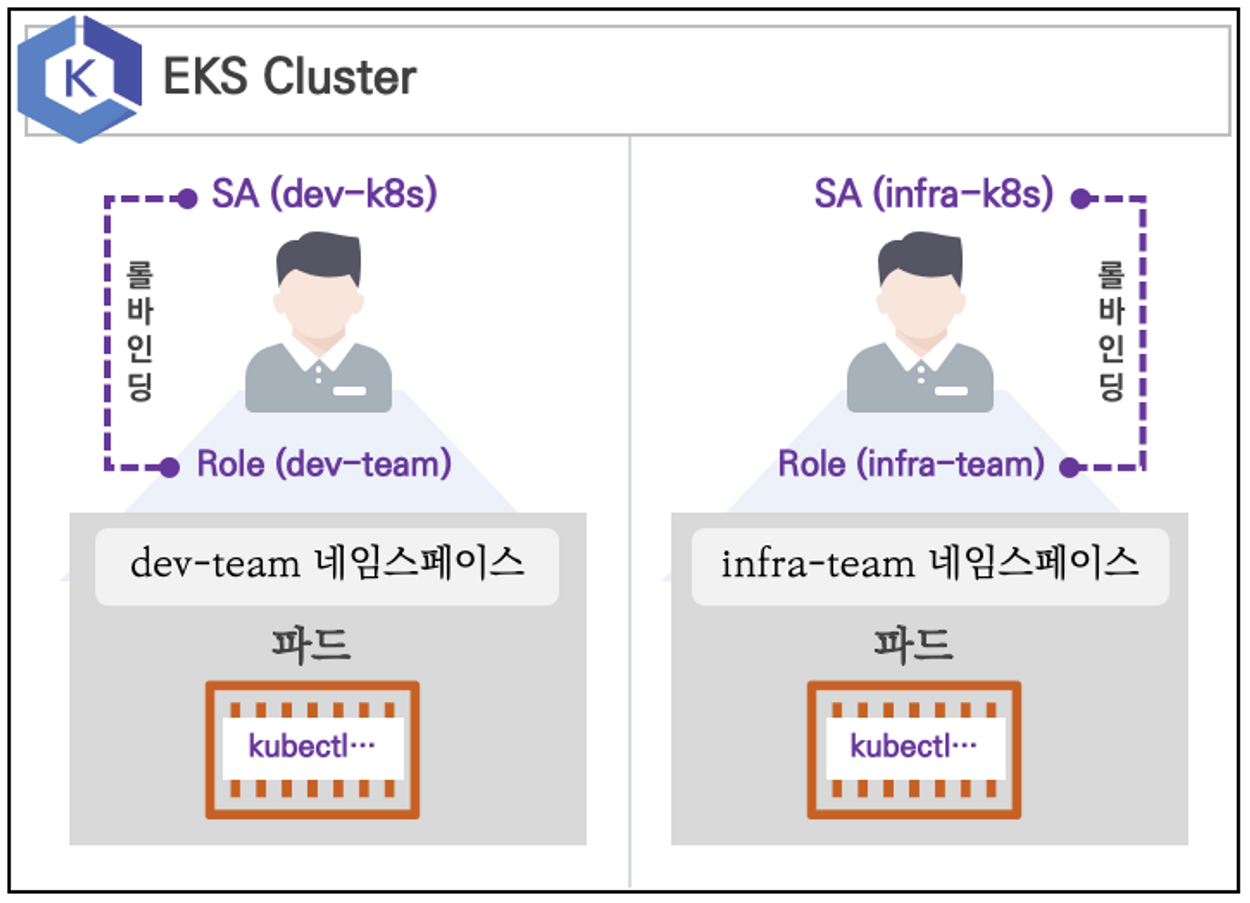 K
EKS Cluster
SA (dev-k8s)
롤
바
인
딩
Role (dev-team)
dev-team 네임스페이스
파드
kubectl…
SA (infra-k8s)
롤
바
인
딩
Role (infra-team)
infra-team 네임스페이스
파드
kubectl…